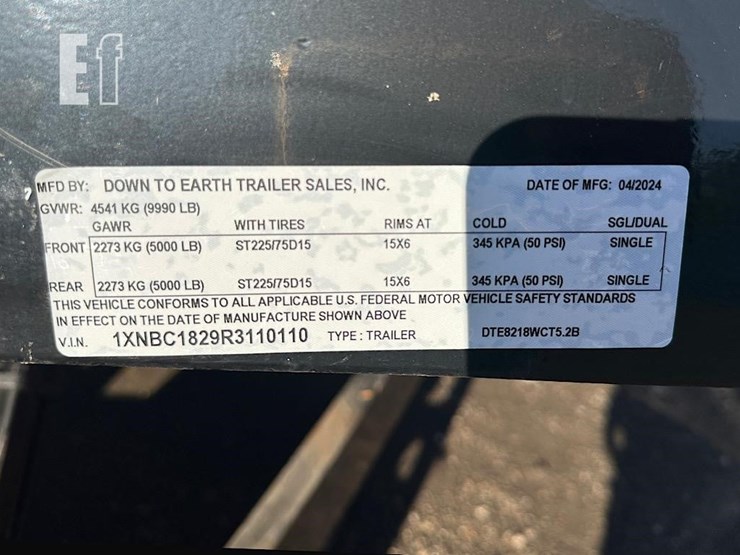 Ef
MFD BY: DOWN TO EARTH TRAILER SALES, INC. DATE OF MFG: 04/2024
GVWR: 4541 KG (9990 LB)
GAWR WITH TIRES RIMS AT COLD SGL/DUAL
FRONT 2273 KG (5000 LB) ST225/75D15 15X6 345 KPA (50 PSI) SINGLE
REAR 2273 KG (5000 LB) ST225/75D15 15X6 345 KPA (50 PSI) SINGLE
THIS VEHICLE CONFORMS TO ALL APPLICABLE U.S. FEDERAL MOTOR VEHICLE SAFETY STANDARDS
IN EFFECT ON THE DATE OF MANUFACTURE SHOWN ABOVE
V.I.N. 1XNBC1829R3110110 TYPE : TRAILER DTE8218WCT5.2B